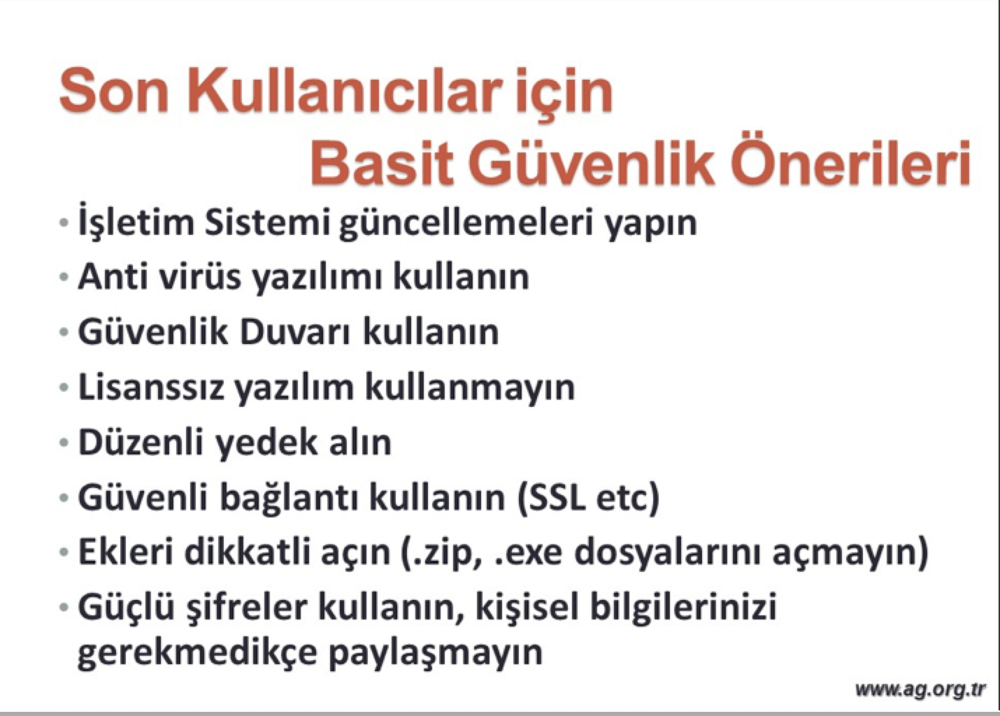 Son Kullanıcılar için
Basit Güvenlik Önerileri
• İşletim Sistemi güncellemeleri yapın
• Anti virüs yazılımı kullanın
• Güvenlik Duvarı kullanın
• Lisanssız yazılım kullanmayın
• Düzenli yedek alın
• Güvenli bağlantı kullanın (SSL etc)
• Ekleri dikkatli açın (.zip, .exe dosyalarını açmayın)
• Güçlü şifreler kullanın, kişisel bilgilerinizi
gerekmedikçe paylaşmayın
www.ag.org.tr